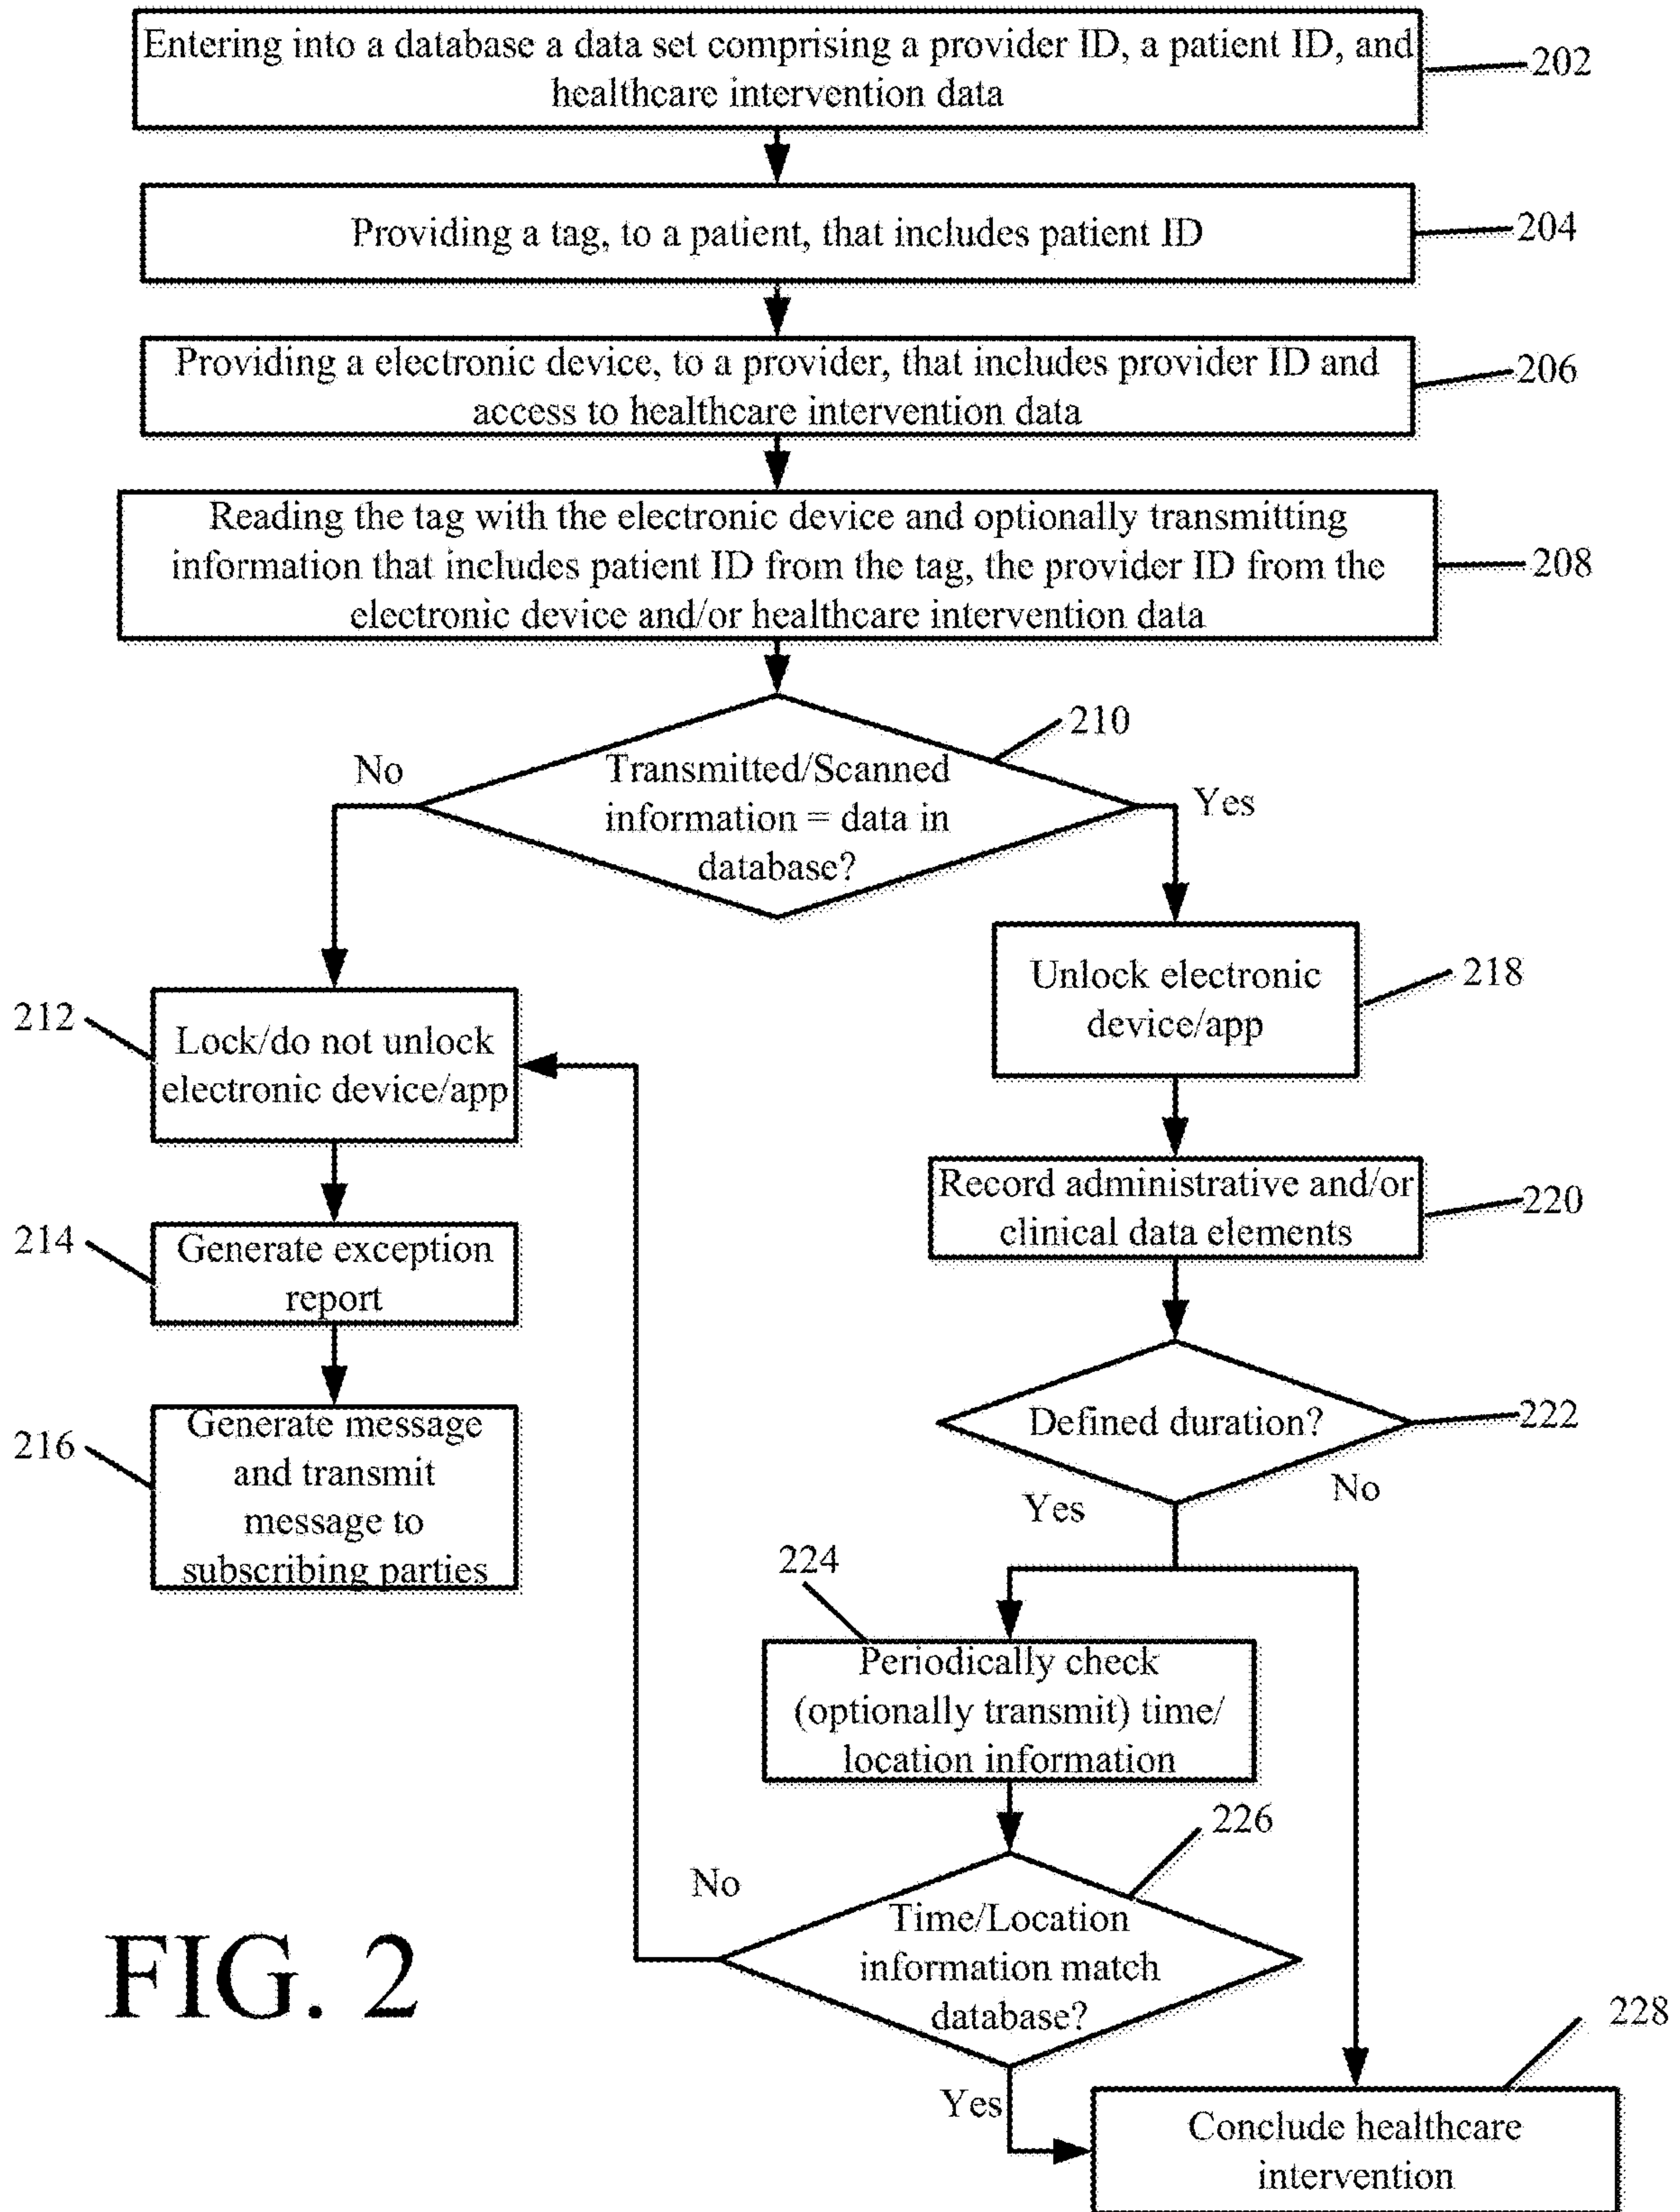 Entering into a database a data set comprising a provider ID, a patient ID, and
healthcare intervention data
202
Providing a tag, to a patient, that includes patient ID
204
Providing a electronic device, to a provider, that includes provider ID and
access to healthcare intervention data
206
Reading the tag with the electronic device and optionally transmitting
information that includes patient ID from the tag, the provider ID from the
electronic device and/or healthcare intervention data
208
210
No
Transmitted/Scanned
information = data in
database?
Yes
212
Lock/do not unlock
electronic device/app
Unlock electronic
device/app
218
214
Generate exception
report
Record administrative and/or
clinical data elements
220
216
Generate message
and transmit
message to
subscribing parties
Defined duration?
222
Yes
No
224
Periodically check
(optionally transmit) time/
location information
226
No
Time/Location
information match
database?
Yes
228
Conclude healthcare
intervention
FIG. 2